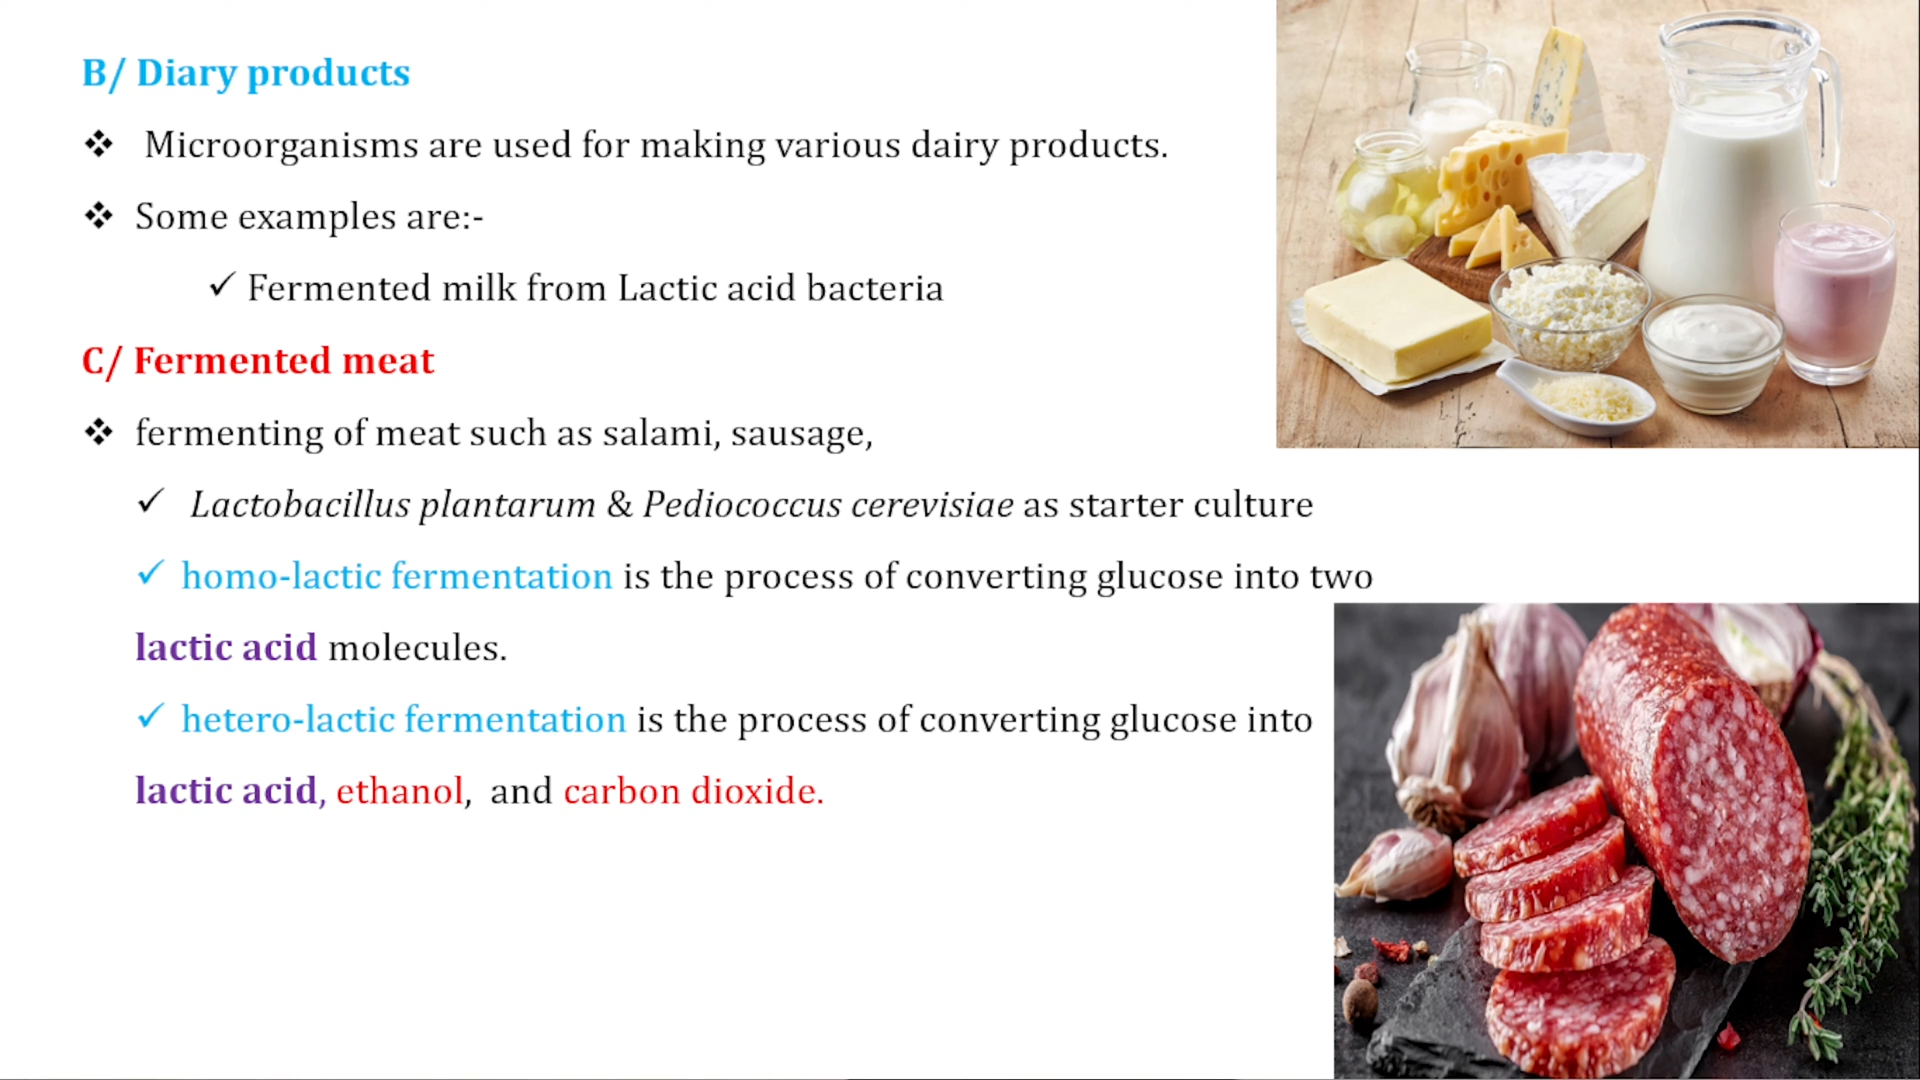 B/ Diary products
❖ Microorganisms are used for making various dairy products.
❖ Some examples are:-
✓ Fermented milk from Lactic acid bacteria
C/ Fermented meat
❖ fermenting of meat such as salami, sausage,
✓ Lactobacillus plantarum & Pediococcus cerevisiae as starter culture
✓ homo-lactic fermentation is the process of converting glucose into two
lactic acid molecules.
✓ hetero-lactic fermentation is the process of converting glucose into
lactic acid, ethanol, and carbon dioxide.